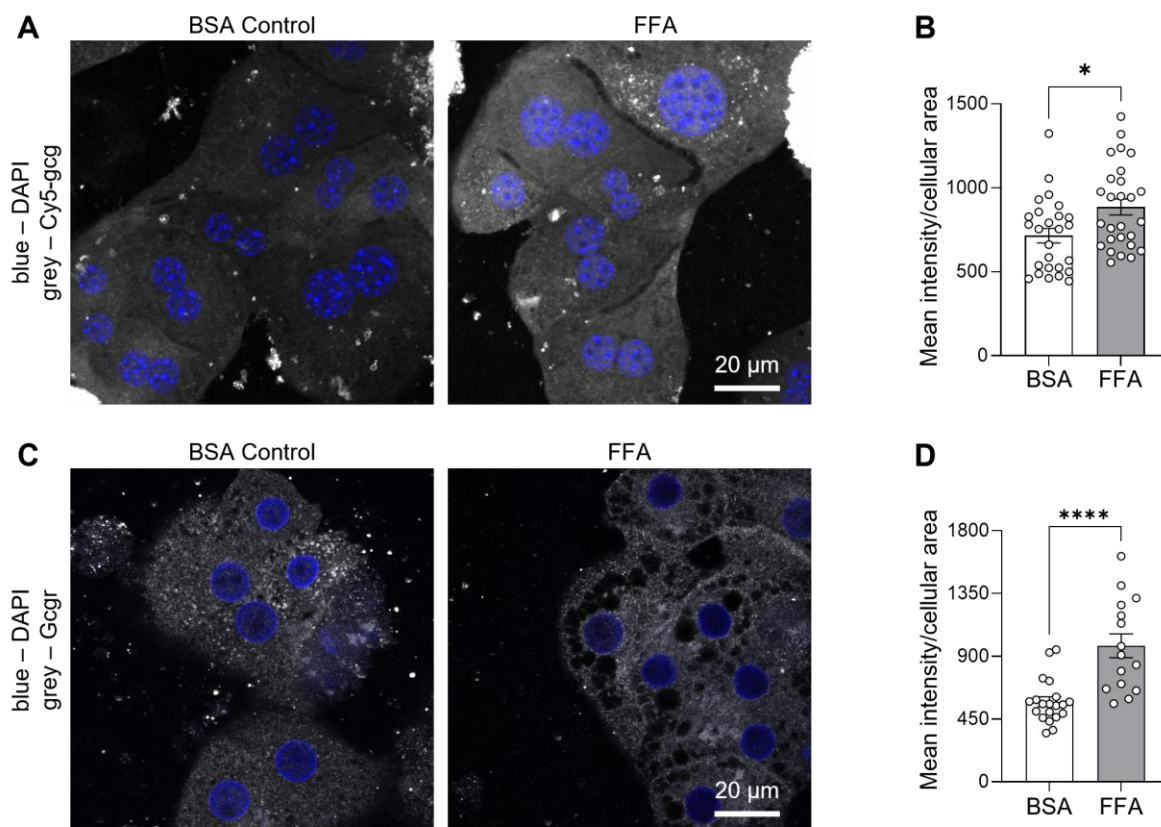 A
BSA Control
FFA
blue – DAPI
grey – Cy5-gcg
20 µm
B
*
Mean intensity/cellular area
1500
1000
500
0
BSA
FFA
C
BSA Control
FFA
blue – DAPI
grey – Gcgr
20 µm
D
****
Mean intensity/cellular area
1800
1350
900
450
0
BSA
FFA